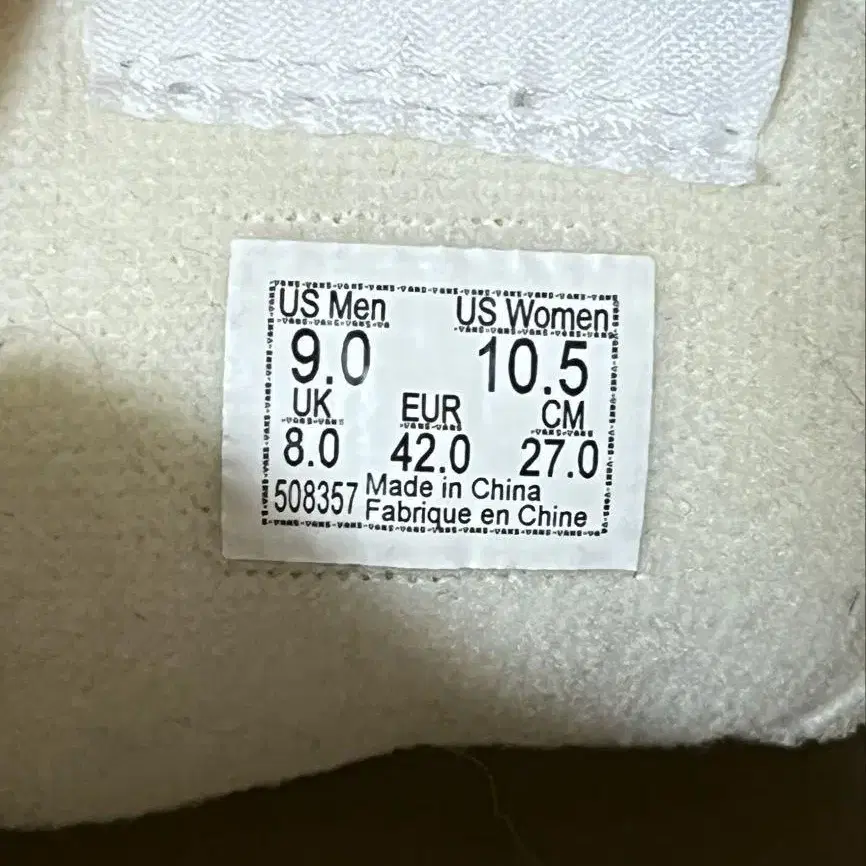 US Men US Women
9.0 10.5
UK EUR CM
8.0 42.0 27.0
508357 Made in China
Fabrique en Chine